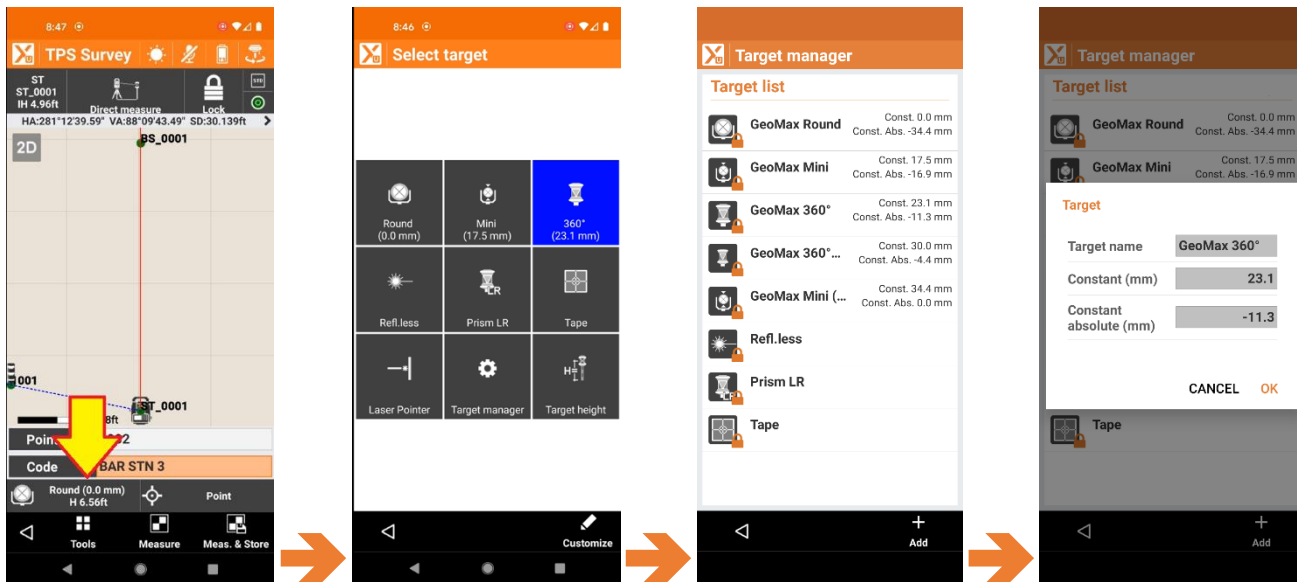 8:47
TPS Survey
ST
ST_0001
IH 4.96ft
Direct measure
Lock
STD
HA:281°12'39.59" VA:88°09'43.49" SD:30.139ft
2D
BS_0001
001
ST_0001
8ft
Poin
2
Code
BAR STN 3
Round (0.0 mm)
H 6.56ft
Point
Tools
Measure
Meas. & Store
8:46
Select target
Round
(0.0 mm)
Mini
(17.5 mm)
360°
(23.1 mm)
Refl.less
LR
Prism LR
Tape
Laser Pointer
Target manager
H
Target height
Customize
Target manager
Target list
GeoMax Round
Const. 0.0 mm
Const. Abs. -34.4 mm
GeoMax Mini
Const. 17.5 mm
Const. Abs. -16.9 mm
GeoMax 360°
Const. 23.1 mm
Const. Abs. -11.3 mm
GeoMax 360°...
Const. 30.0 mm
Const. Abs. -4.4 mm
GeoMax Mini (...
Const. 34.4 mm
Const. Abs. 0.0 mm
Refl.less
Prism LR
Tape
Add
Target manager
Target list
GeoMax Round
Const. 0.0 mm
Const. Abs. -34.4 mm
GeoMax Mini
Const. 17.5 mm
Const. Abs. -16.9 mm
Target
Target name
GeoMax 360°
Constant (mm)
23.1
Constant
absolute (mm)
-11.3
CANCEL
OK
Tape
Add